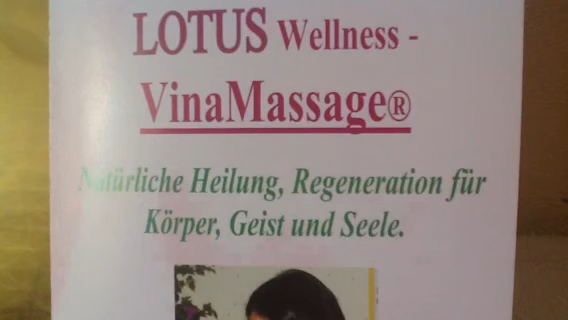 LOTUS Wellness -
VinaMassage®
Natürliche Heilung, Regeneration für
Körper, Geist und Seele.